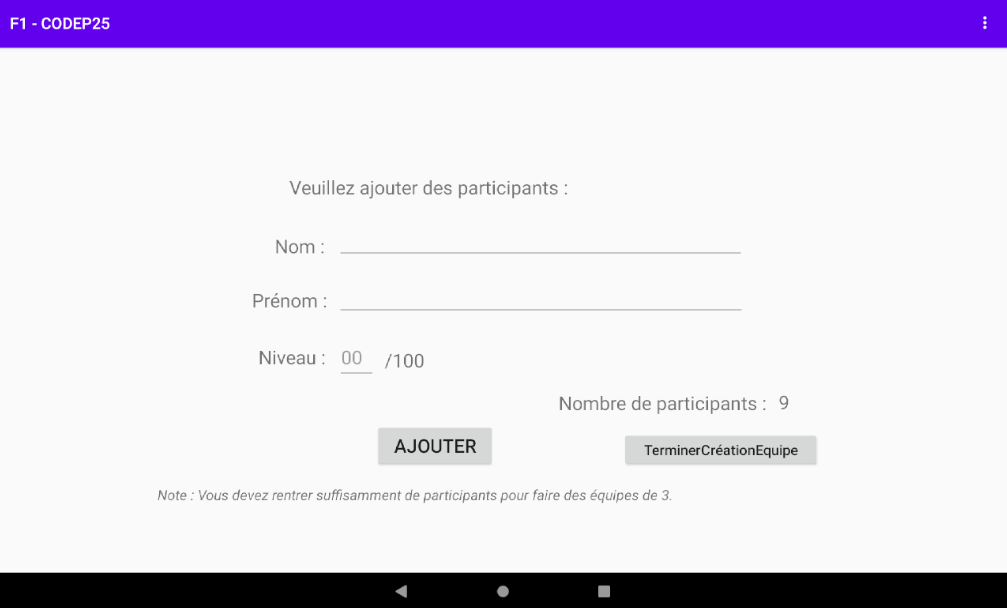 F1 - CODEP25
Veuillez ajouter des participants :
Nom :
Prénom :
Niveau : 00 /100
Nombre de participants : 9
AJOUTER
TerminerCréationEquipe
Note : Vous devez rentrer suffisamment de participants pour faire des équipes de 3.